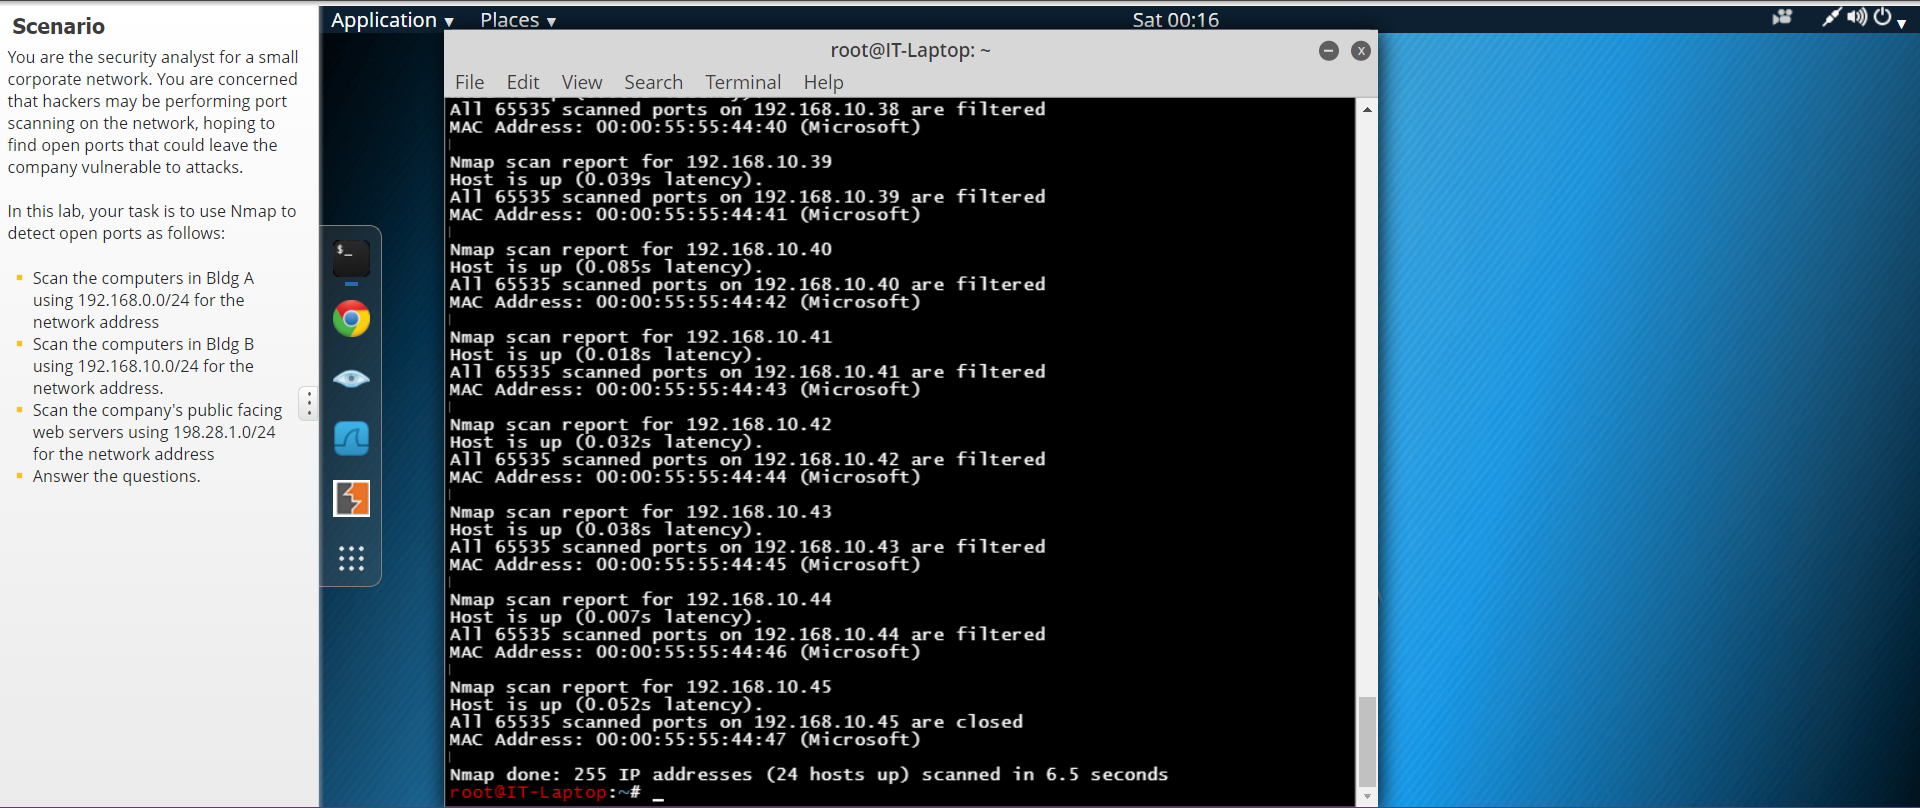 Scenario
You are the security analyst for a small
corporate network. You are concerned
that hackers may be performing port
scanning on the network, hoping to
find open ports that could leave the
company vulnerable to attacks.
In this lab, your task is to use Nmap to
detect open ports as follows:
Scan the computers in Bldg A
using 192.168.0.0/24 for the
network address
Scan the computers in Bldg B
using 192.168.10.0/24 for the
network address.
Scan the company's public facing
web servers using 198.28.1.0/24
for the network address
Answer the questions.
Application ▼ Places ▼ Sat 00:16
root@IT-Laptop: ~
File Edit View Search Terminal Help
All 65535 scanned ports on 192.168.10.38 are filtered
MAC Address: 00:00:55:55:44:40 (Microsoft)
Nmap scan report for 192.168.10.39
Host is up (0.039s latency).
All 65535 scanned ports on 192.168.10.39 are filtered
MAC Address: 00:00:55:55:44:41 (Microsoft)
Nmap scan report for 192.168.10.40
Host is up (0.085s latency).
All 65535 scanned ports on 192.168.10.40 are filtered
MAC Address: 00:00:55:55:44:42 (Microsoft)
Nmap scan report for 192.168.10.41
Host is up (0.018s latency).
All 65535 scanned ports on 192.168.10.41 are filtered
MAC Address: 00:00:55:55:44:43 (Microsoft)
Nmap scan report for 192.168.10.42
Host is up (0.032s latency).
All 65535 scanned ports on 192.168.10.42 are filtered
MAC Address: 00:00:55:55:44:44 (Microsoft)
Nmap scan report for 192.168.10.43
Host is up (0.038s latency).
All 65535 scanned ports on 192.168.10.43 are filtered
MAC Address: 00:00:55:55:44:45 (Microsoft)
Nmap scan report for 192.168.10.44
Host is up (0.007s latency).
All 65535 scanned ports on 192.168.10.44 are filtered
MAC Address: 00:00:55:55:44:46 (Microsoft)
Nmap scan report for 192.168.10.45
Host is up (0.052s latency).
All 65535 scanned ports on 192.168.10.45 are closed
MAC Address: 00:00:55:55:44:47 (Microsoft)
Nmap done: 255 IP addresses (24 hosts up) scanned in 6.5 seconds
root@IT-Laptop:~# _